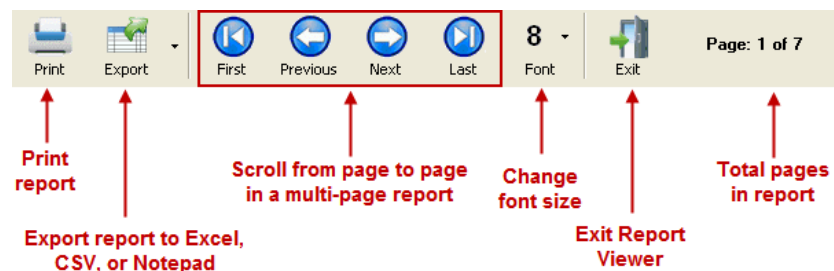 8
Page: 1 of 7
Print
Export
First
Previous
Next
Last
Font
Exit
Print
report
Scroll from page to page
in a multi-page report
Change
font size
Total pages
in report
Export report to Excel,
CSV, or Notepad
Exit Report
Viewer